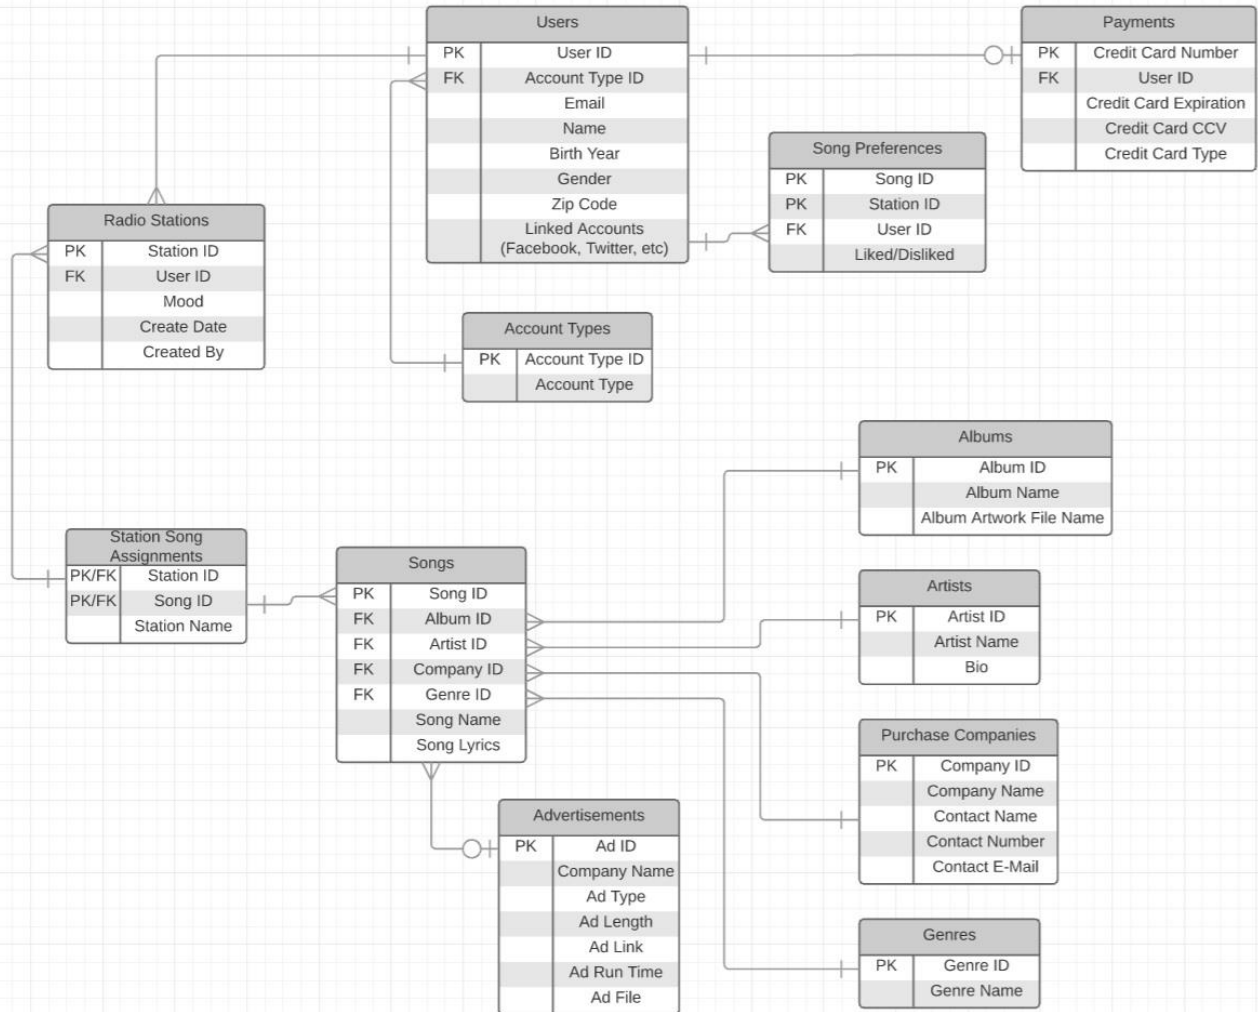 Users
PK User ID
FK Account Type ID
Email
Name
Birth Year
Gender
Zip Code
Linked Accounts
(Facebook, Twitter, etc)
Payments
PK Credit Card Number
FK User ID
Credit Card Expiration
Credit Card CCV
Credit Card Type
Song Preferences
PK Song ID
PK Station ID
FK User ID
Liked/Disliked
Radio Stations
PK Station ID
FK User ID
Mood
Create Date
Created By
Account Types
PK Account Type ID
Account Type
Albums
PK Album ID
Album Name
Album Artwork File Name
Station Song
Assignments
PK/FK Station ID
PK/FK Song ID
Station Name
Songs
PK Song ID
FK Album ID
FK Artist ID
FK Company ID
FK Genre ID
Song Name
Song Lyrics
Artists
PK Artist ID
Artist Name
Bio
Purchase Companies
PK Company ID
Company Name
Contact Name
Contact Number
Contact E-Mail
Advertisements
PK Ad ID
Company Name
Ad Type
Ad Length
Ad Link
Ad Run Time
Ad File
Genres
PK Genre ID
Genre Name